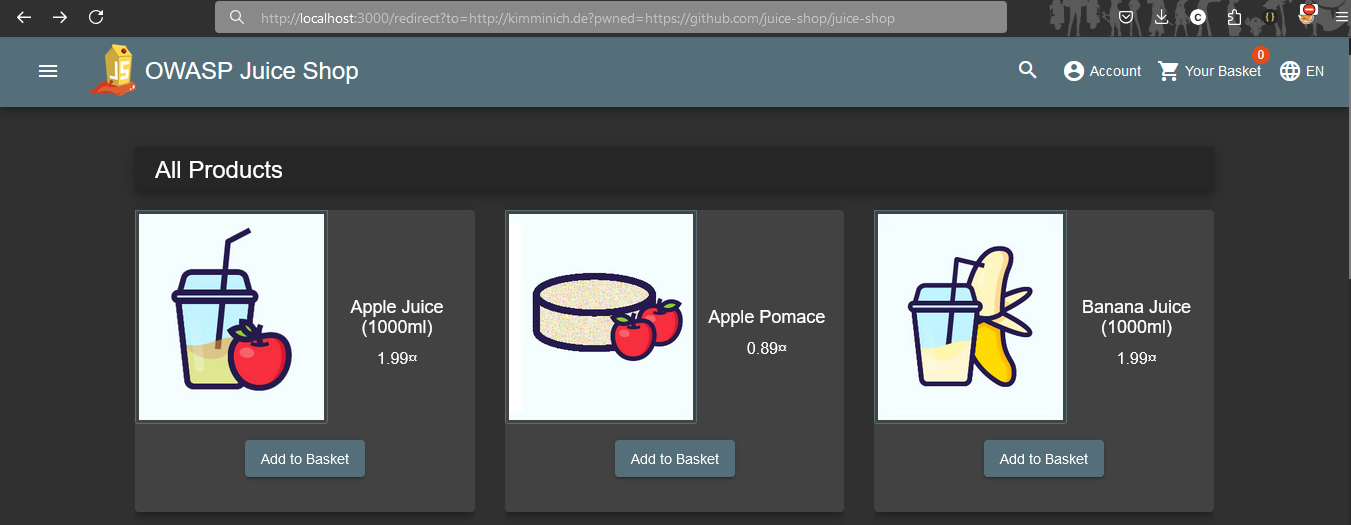 http://localhost:3000/redirect?to=http://kimminich.de?pwned=https://github.com/juice-shop/juice-shop
JS OWASP Juice Shop
0
Account Your Basket EN
All Products
Apple Juice
(1000ml)
1.99¤
Add to Basket
Apple Pomace
0.89¤
Add to Basket
Banana Juice
(1000ml)
1.99¤
Add to Basket